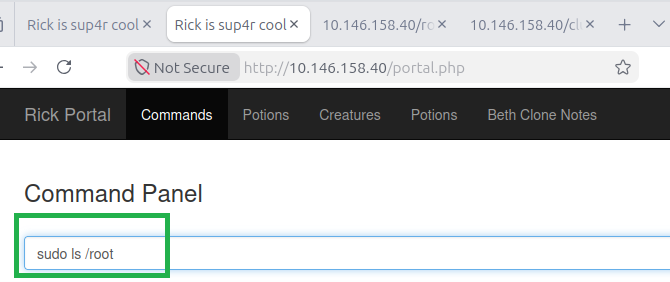 Rick is sup4r cool
Rick is sup4r cool
10.146.158.40/ro
10.146.158.40/cl
Not Secure
http://10.146.158.40/portal.php
Rick Portal
Commands
Potions
Creatures
Potions
Beth Clone Notes
Command Panel
sudo ls /root